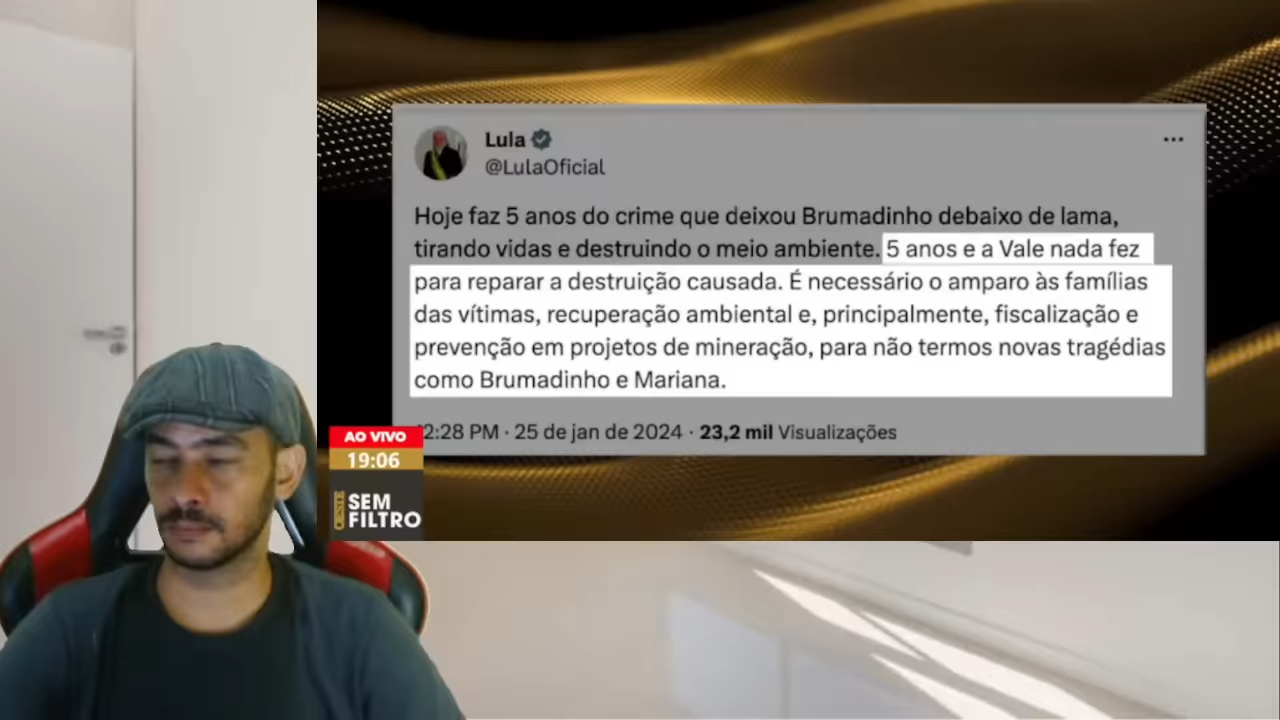 Lula
@LulaOficial
Hoje faz 5 anos do crime que deixou Brumadinho debaixo de lama,
tirando vidas e destruindo o meio ambiente. 5 anos e a Vale nada fez
para reparar a destruição causada. É necessário o amparo às famílias
das vítimas, recuperação ambiental e, principalmente, fiscalização e
prevenção em projetos de mineração, para não termos novas tragédias
como Brumadinho e Mariana.
2:28 PM · 25 de jan de 2024 · 23,2 mil Visualizações
AO VIVO
19:06
SEM
FILTRO